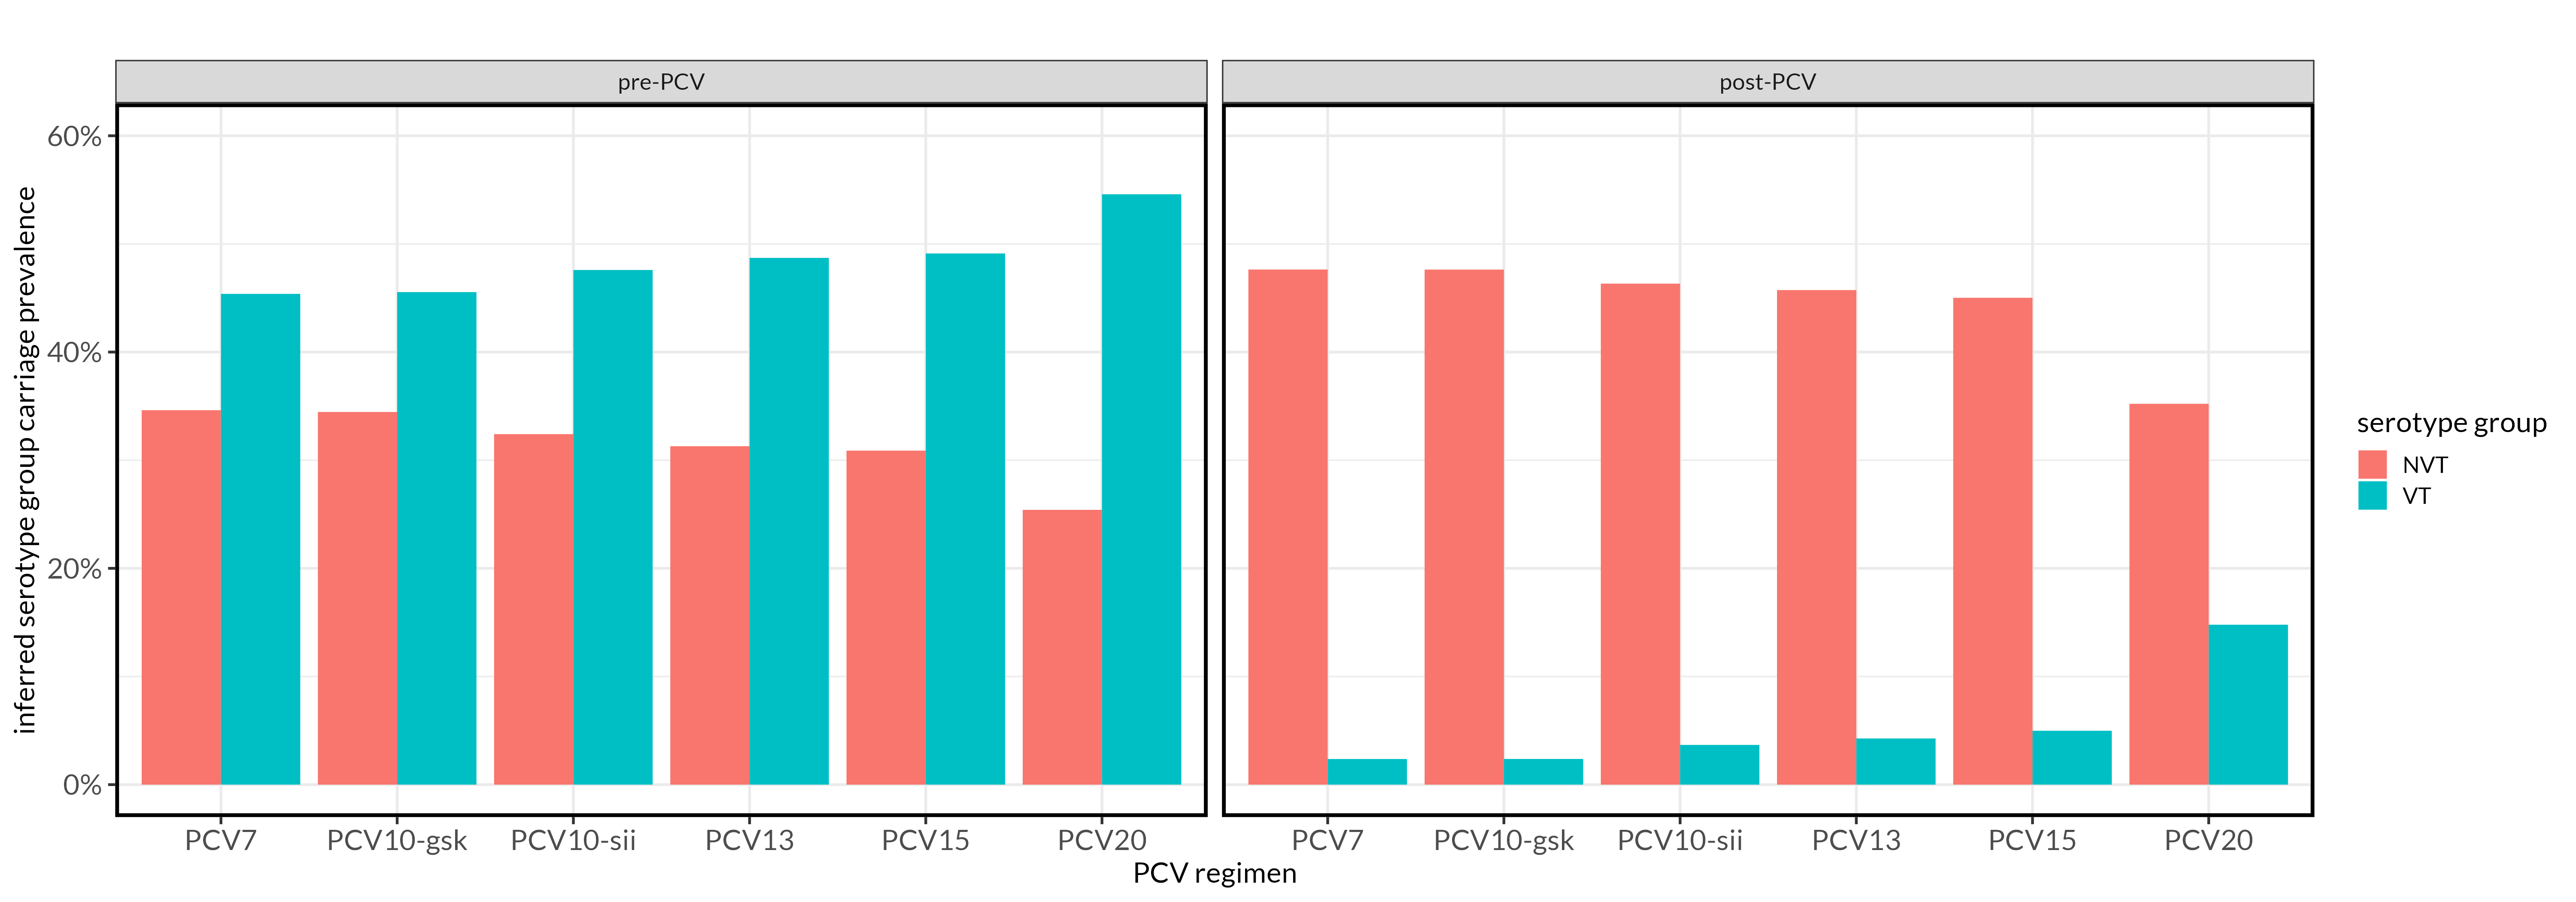 pre-PCV
post-PCV
inferred serotype group carriage prevalence
60%
40%
20%
0%
PCV7
PCV10-gsk
PCV10-sii
PCV13
PCV15
PCV20
PCV7
PCV10-gsk
PCV10-sii
PCV13
PCV15
PCV20
PCV regimen
serotype group
NVT
VT